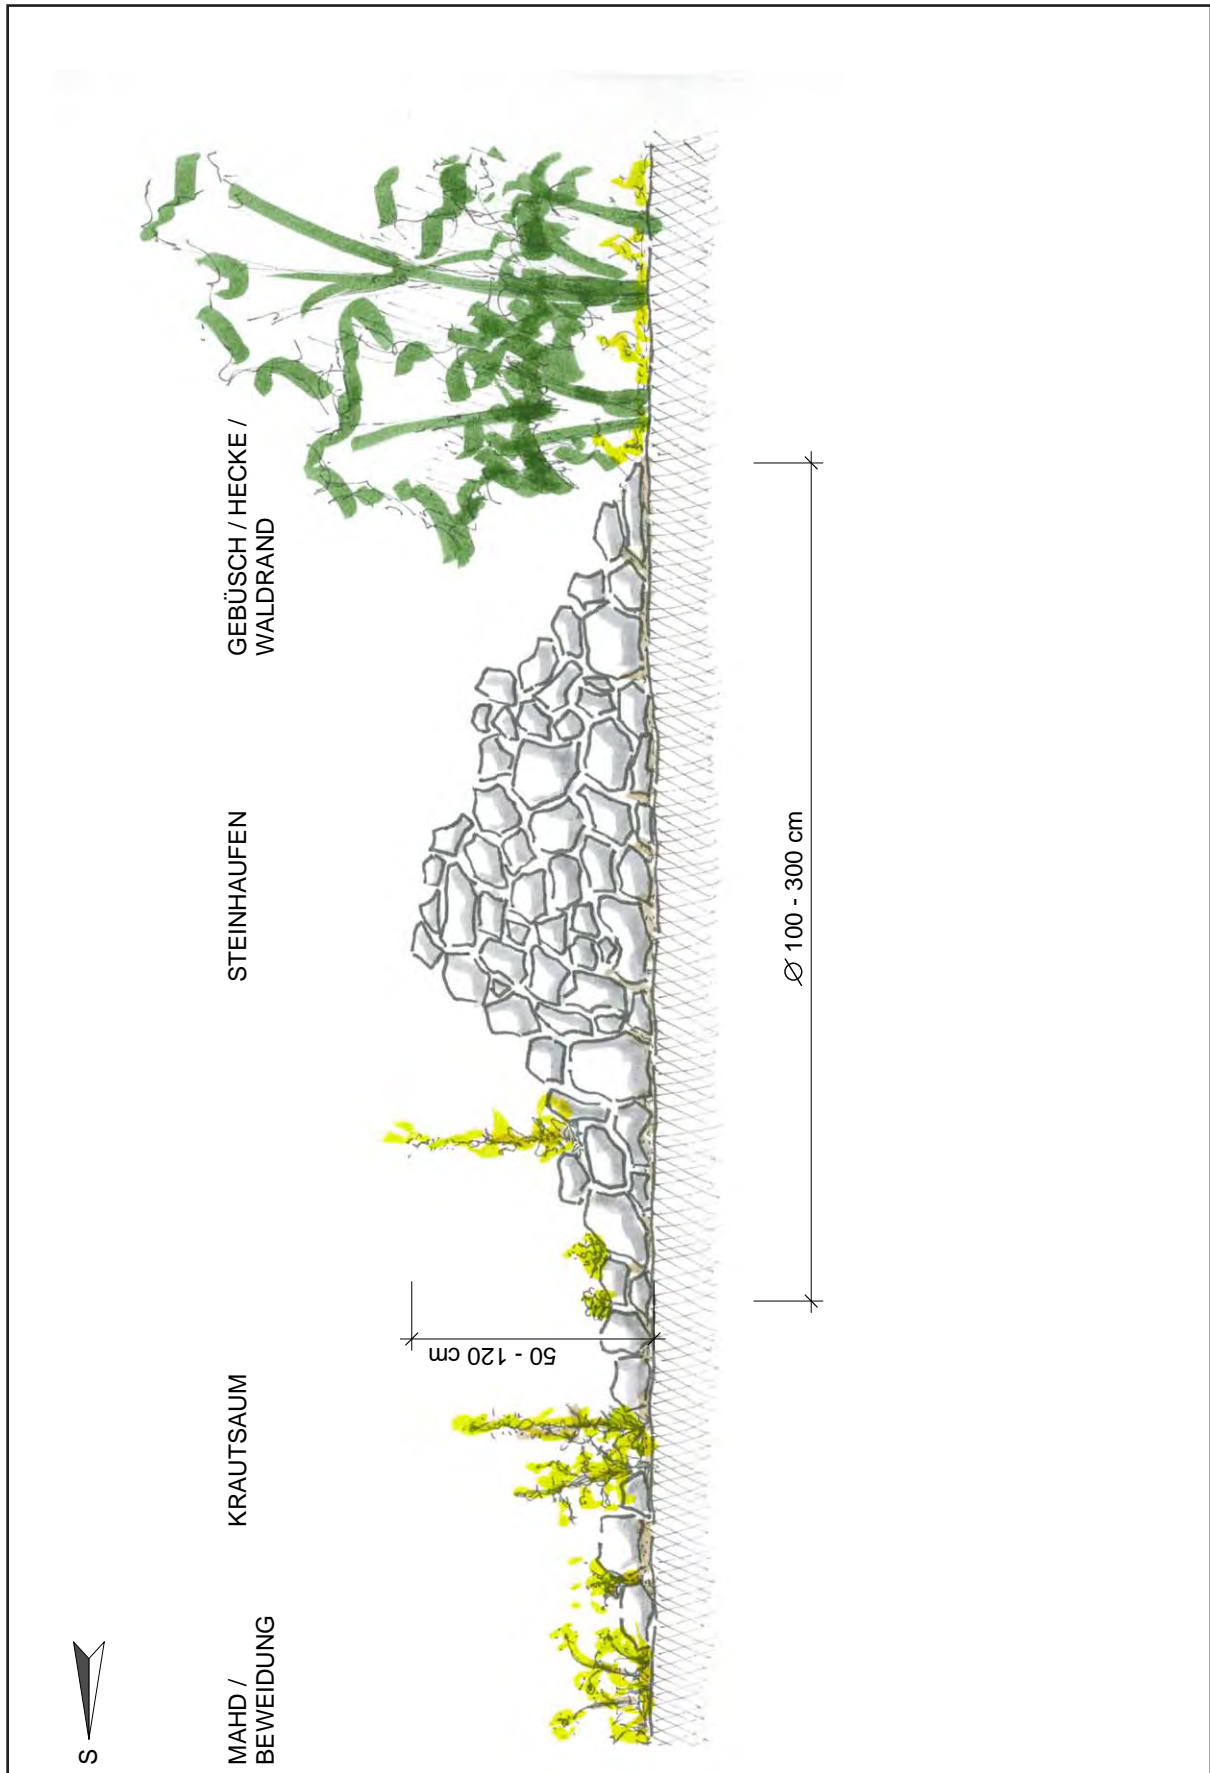 S
MAHD /
BEWEIDUNG
KRAUTSAUM
STEINHAUFEN
GEBÜSCH / HECKE /
WALDRAND
50 - 120 cm
Ø 100 - 300 cm